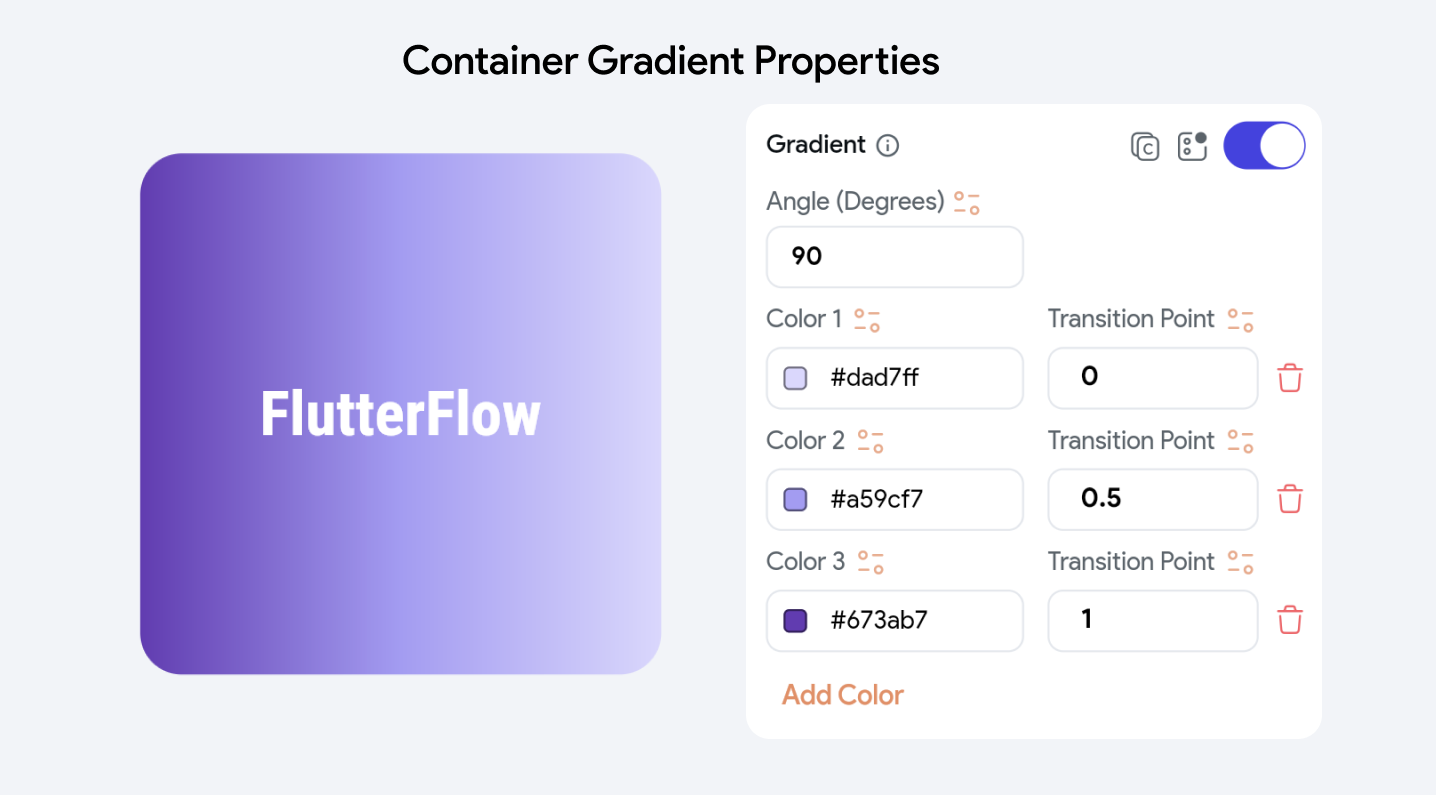 Container Gradient Properties
FlutterFlow
Gradient
Angle (Degrees)
90
Color 1 Transition Point
#dad7ff 0
Color 2 Transition Point
#a59cf7 0.5
Color 3 Transition Point
#673ab7 1
Add Color